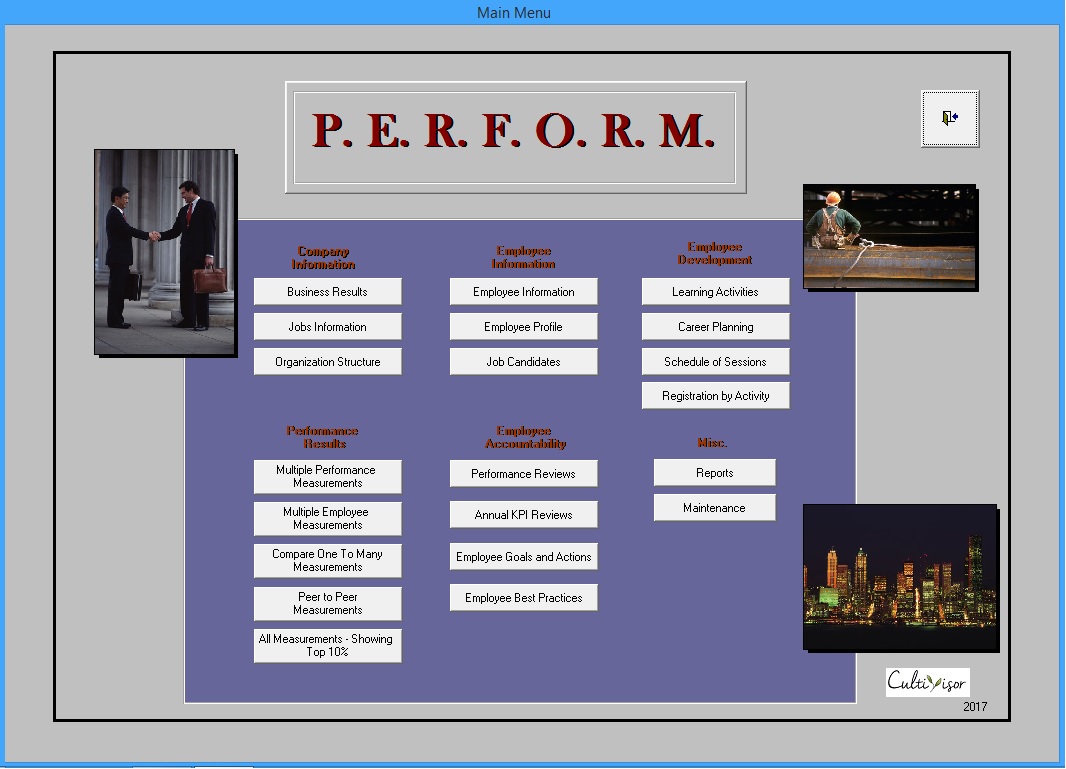 Main Menu
P. E. R. F. O. R. M.
Company
Information
Business Results
Jobs Information
Organization Structure
Employee
Information
Employee Information
Employee Profile
Job Candidates
Employee
Development
Learning Activities
Career Planning
Schedule of Sessions
Registration by Activity
Performance
Results
Multiple Performance
Measurements
Multiple Employee
Measurements
Compare One To Many
Measurements
Peer to Peer
Measurements
All Measurements - Showing
Top 10%
Employee
Accountability
Performance Reviews
Annual KPI Reviews
Employee Goals and Actions
Employee Best Practices
Misc.
Reports
Maintenance
Cultivisor
2017